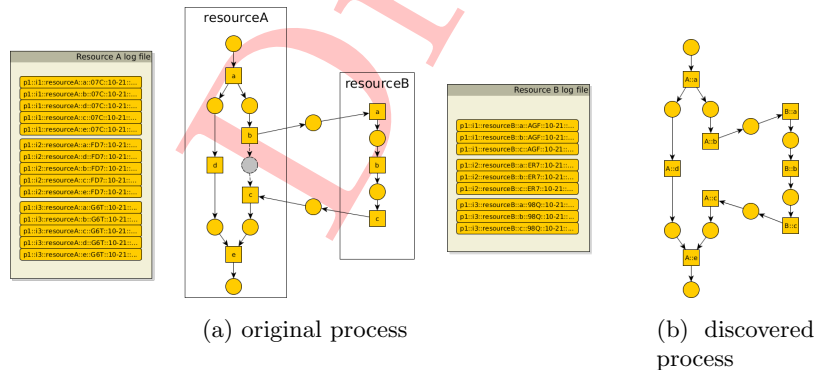 Resource A log file
p1::i1::resourceA::a::07C::10-21::...
p1::i1::resourceA::b::07C::10-21::...
p1::i1::resourceA::d::07C::10-21::...
p1::i1::resourceA::c::07C::10-21::...
p1::i1::resourceA::e::07C::10-21::...
p1::i2::resourceA::a::FD7::10-21::...
p1::i2::resourceA::d::FD7::10-21::...
p1::i2::resourceA::b::FD7::10-21::...
p1::i2::resourceA::c::FD7::10-21::...
p1::i2::resourceA::e::FD7::10-21::...
p1::i3::resourceA::a::G6T::10-21::...
p1::i3::resourceA::b::G6T::10-21::...
p1::i3::resourceA::c::G6T::10-21::...
p1::i3::resourceA::d::G6T::10-21::...
p1::i3::resourceA::e::G6T::10-21::...
resourceA
a
b
d
c
e
resourceB
a
b
c
Resource B log file
p1::i1::resourceB::a::AGF::10-21::...
p1::i1::resourceB::b::AGF::10-21::...
p1::i1::resourceB::c::AGF::10-21::...
p1::i2::resourceB::a::ER7::10-21::...
p1::i2::resourceB::b::ER7::10-21::...
p1::i2::resourceB::c::ER7::10-21::...
p1::i3::resourceB::a::98Q::10-21::...
p1::i3::resourceB::b::98Q::10-21::...
p1::i3::resourceB::c::98Q::10-21::...
A::a
A::b
B::a
A::d
B::b
A::c
B::c
A::e
(a) original process
(b) discovered
process